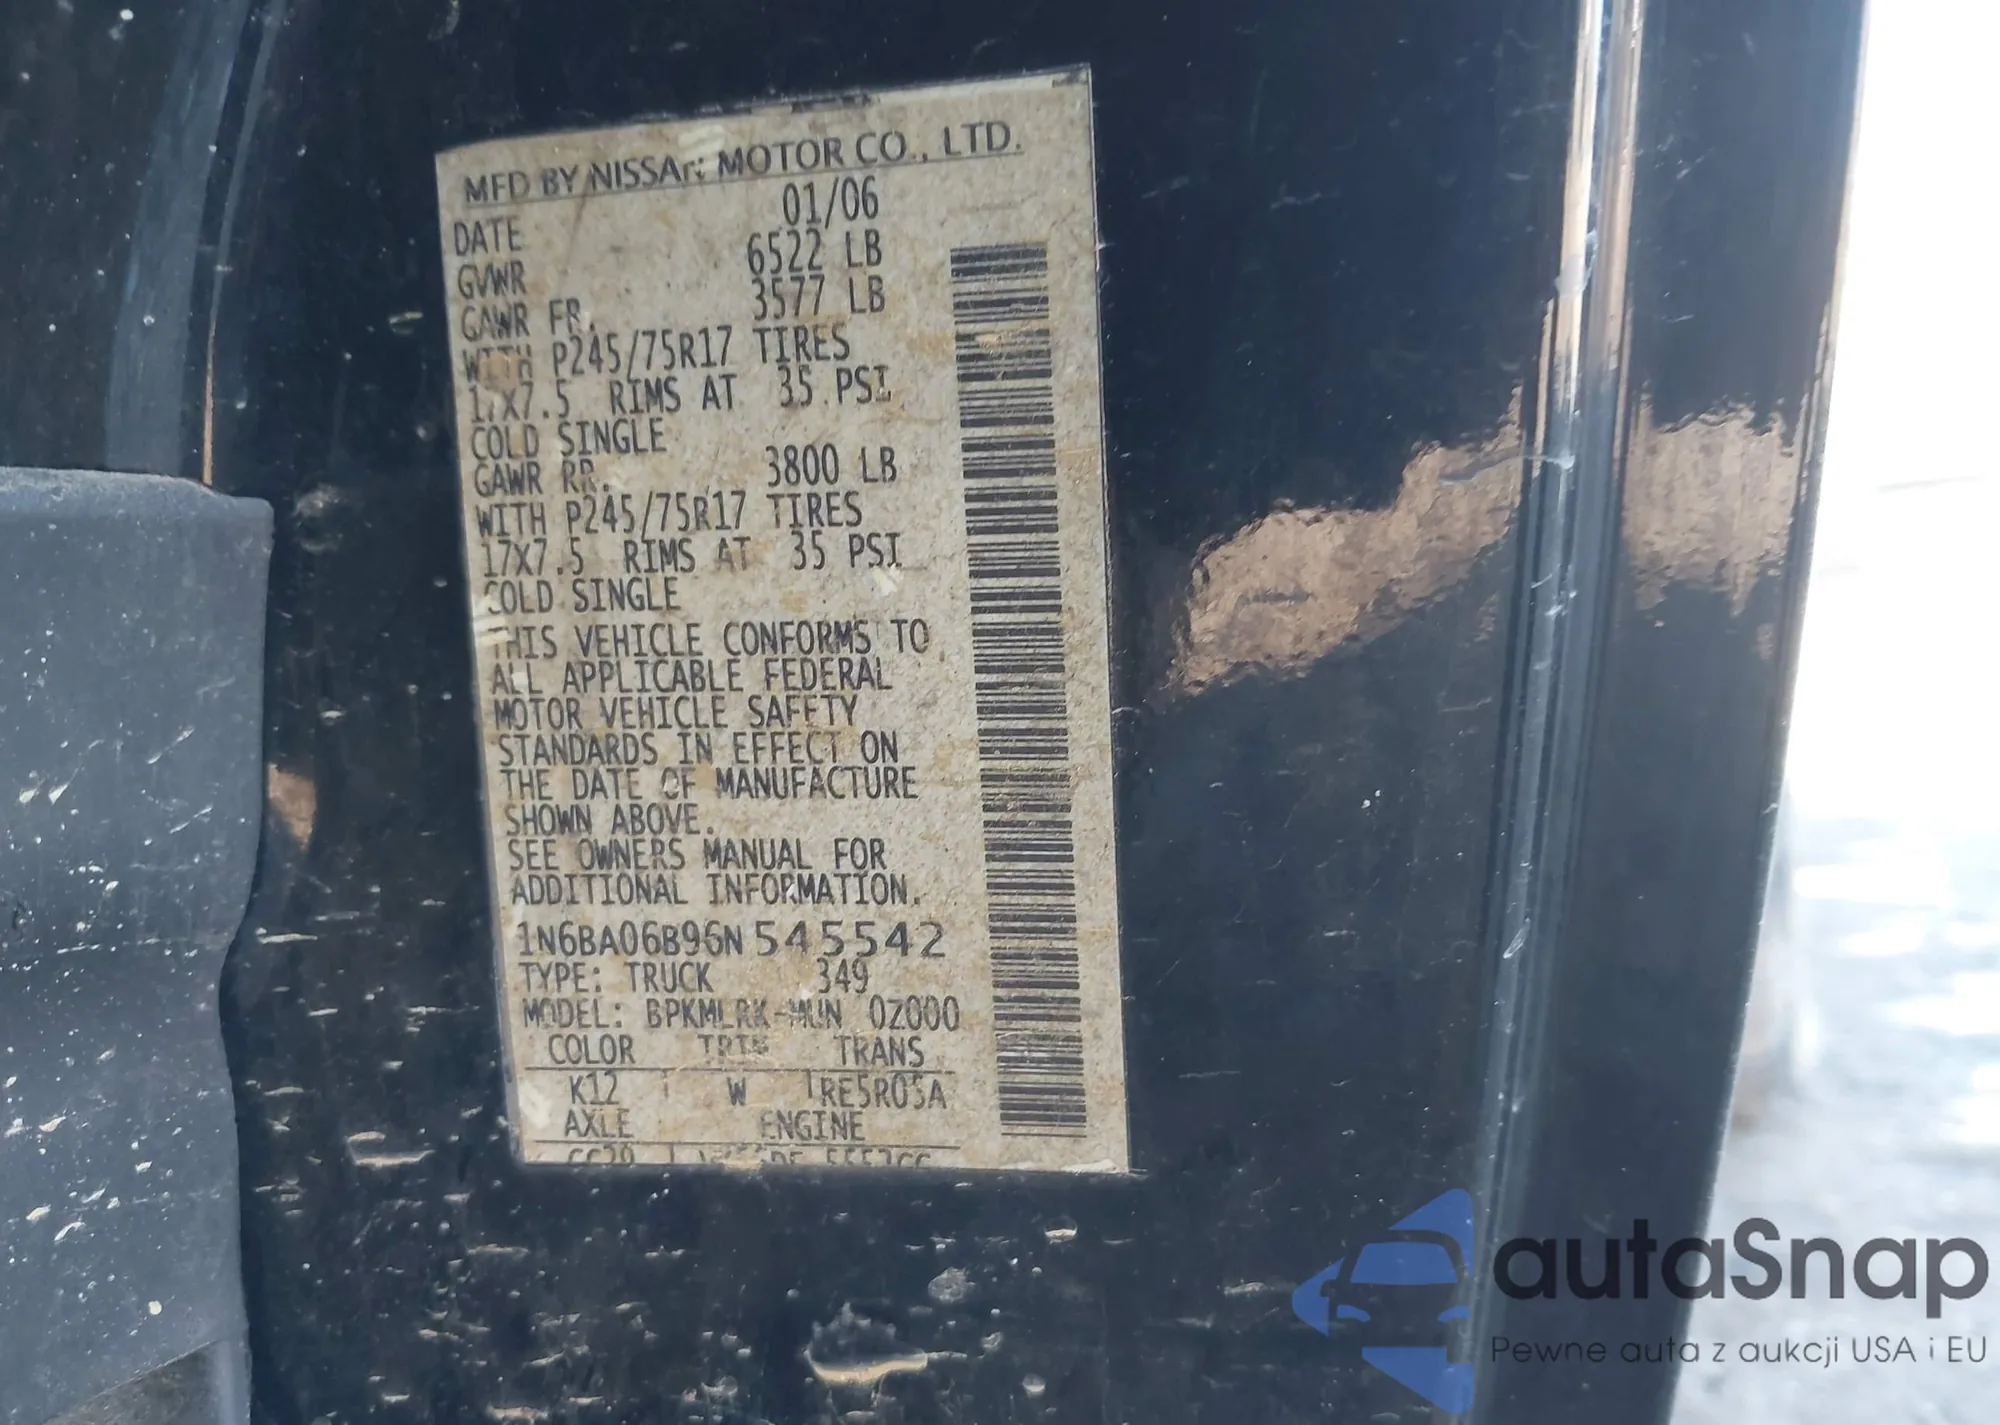 MFD BY NISSAN MOTOR CO., LTD.
DATE 01/06
GVWR 6522 LB
GAWR FR. 3577 LB
WITH P245/75R17 TIRES
17X7.5 RIMS AT 35 PSI
COLD SINGLE
GAWR RR. 3800 LB
WITH P245/75R17 TIRES
17X7.5 RIMS AT 35 PSI
COLD SINGLE
THIS VEHICLE CONFORMS TO
ALL APPLICABLE FEDERAL
MOTOR VEHICLE SAFETY
STANDARDS IN EFFECT ON
THE DATE OF MANUFACTURE
SHOWN ABOVE.
SEE OWNERS MANUAL FOR
ADDITIONAL INFORMATION.
1N6BA06B96N545542
TYPE: TRUCK 349
MODEL: 0Z000
COLOR TRIM TRANS
K12 W RE5R05A
AXLE ENGINE
autaSnap
Pewne auta z aukcji USA i EU